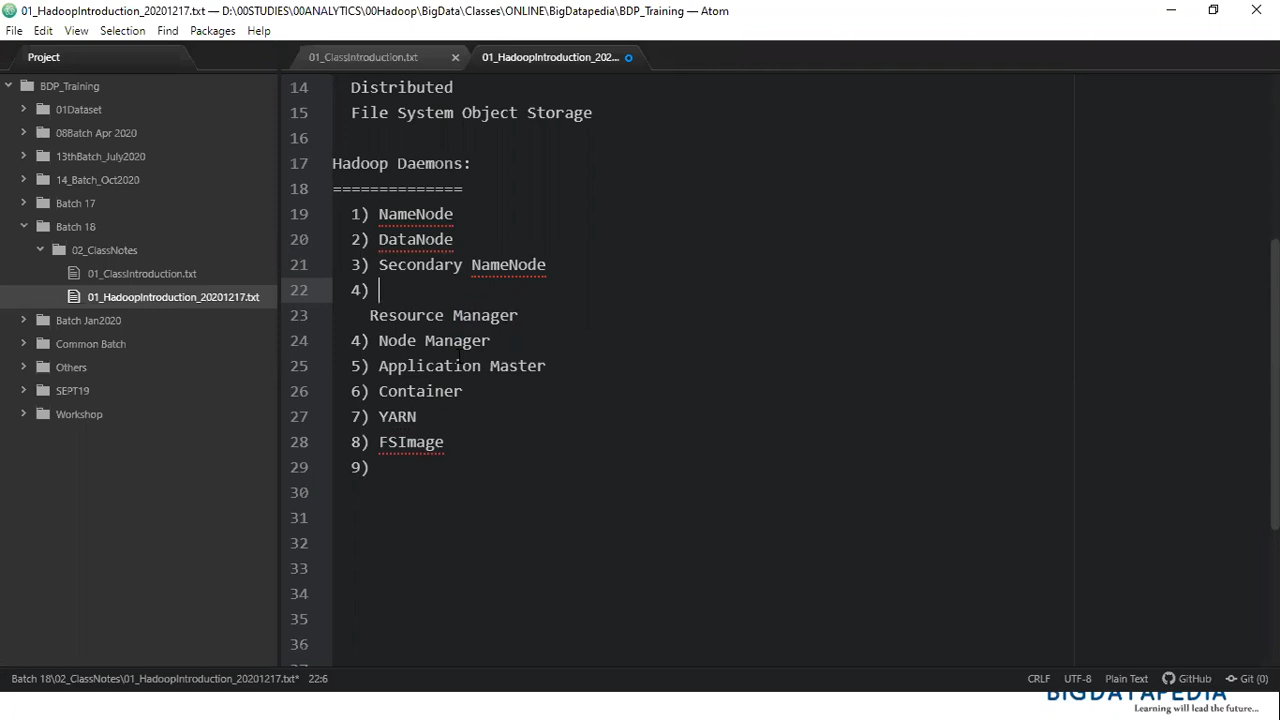 01_HadoopIntroduction_20201217.txt — D:\00STUDIES\00ANALYTICS\00Hadoop\BigData\Classes\ONLINE\BigDatapedia\BDP_Training — Atom
File Edit View Selection Find Packages Help
Project
01_ClassIntroduction.txt
01_HadoopIntroduction_202...
BDP_Training
01Dataset
08Batch Apr 2020
13thBatch_July2020
14_Batch_Oct2020
Batch 17
Batch 18
02_ClassNotes
01_ClassIntroduction.txt
01_HadoopIntroduction_20201217.txt
Batch Jan2020
Common Batch
Others
SEPT19
Workshop
14 Distributed
15 File System Object Storage
16
17 Hadoop Daemons:
18 ==============
19 1) NameNode
20 2) DataNode
21 3) Secondary NameNode
22 4)
23 Resource Manager
24 4) Node Manager
25 5) Application Master
26 6) Container
27 7) YARN
28 8) FSImage
29 9)
30
31
32
33
34
35
36
Batch 18\02_ClassNotes\01_HadoopIntroduction_20201217.txt* 22:6
CRLF UTF-8 Plain Text GitHub Git (0)
BIGDATAPEDIA
Learning will lead the future...